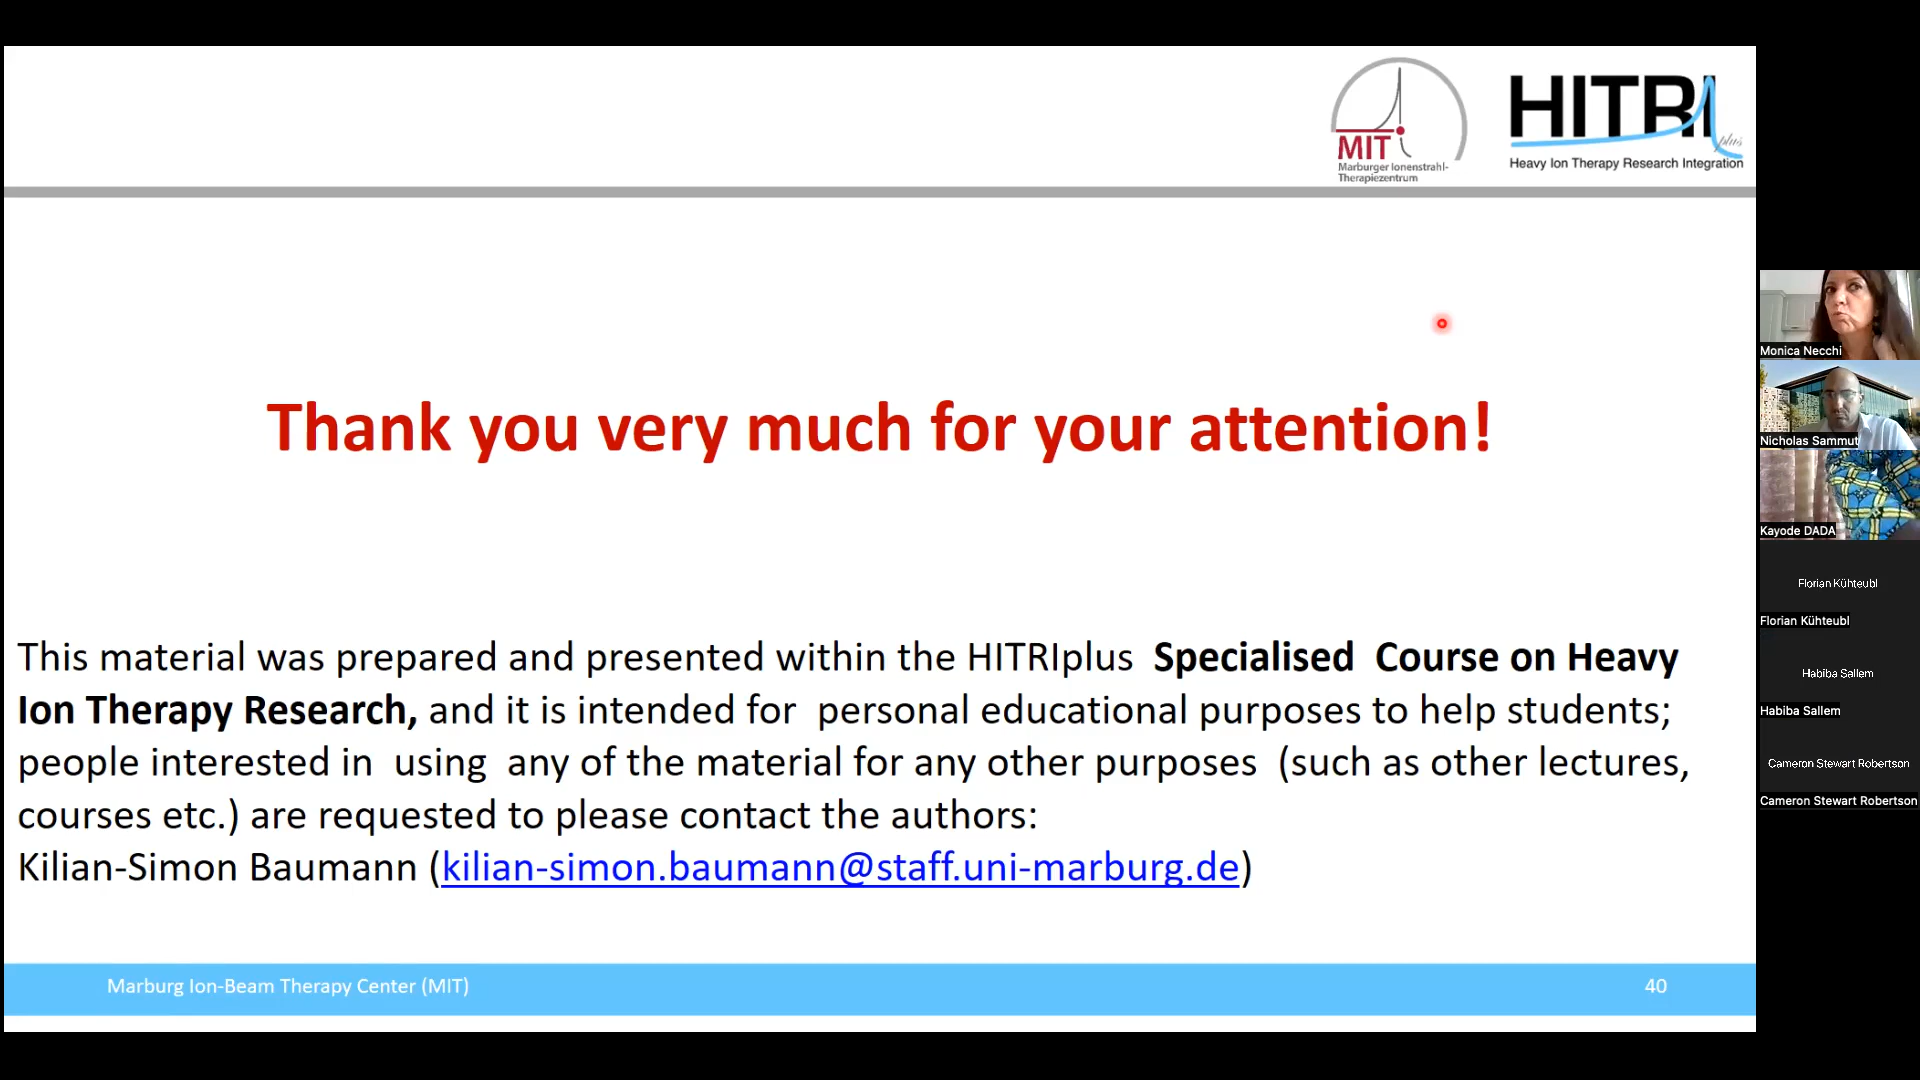 MIT
Marburger Ionenstrahl-
Therapiezentrum
HITRI
plus
Heavy Ion Therapy Research Integration
Thank you very much for your attention!
This material was prepared and presented within the HITRIplus Specialised Course on Heavy
Ion Therapy Research, and it is intended for personal educational purposes to help students;
people interested in using any of the material for any other purposes (such as other lectures,
courses etc.) are requested to please contact the authors:
Kilian-Simon Baumann (kilian-simon.baumann@staff.uni-marburg.de)
Marburg Ion-Beam Therapy Center (MIT)
40
Monica Necchi
Nicholas Sammut
Kayode DADA
Florian Kühteubl
Florian Kühteubl
Habiba Sallem
Habiba Sallem
Cameron Stewart Robertson
Cameron Stewart Robertson